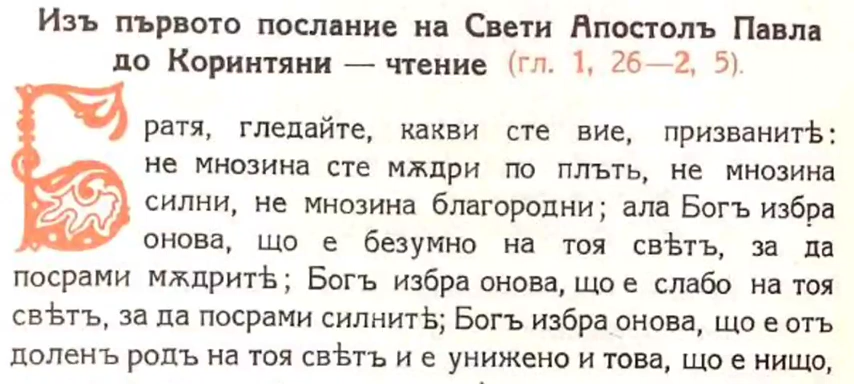 Изъ първото послание на Свети Апостолъ Павла
до Коринтяни — чтение (гл. 1, 26—2, 5).
Братя, гледайте, какви сте вие, призванитѣ:
не мнозина сте мѫдри по плъть, не мнозина
силни, не мнозина благородни; ала Богъ избра
онова, що е безумно на тоя свѣтъ, за да
посрами мѫдритѣ; Богъ избра онова, що е слабо на тоя
свѣтъ, за да посрами силнитѣ; Богъ избра онова, що е отъ
доленъ родъ на тоя свѣтъ и е унижено и това, що е нищо,